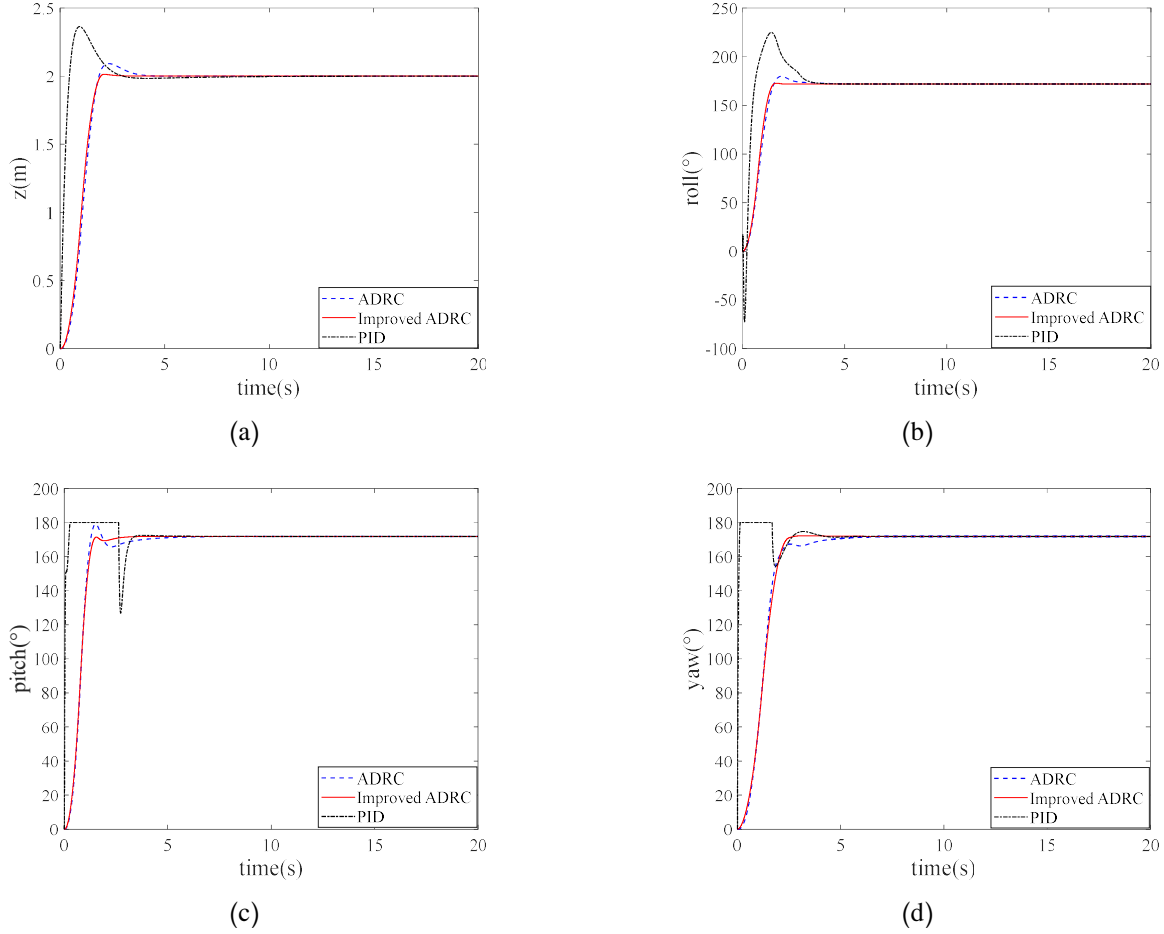 2.5
2
1.5
1
0.5
0
z(m)
0
5
10
15
20
time(s)
ADRC
Improved ADRC
PID
(a)
250
200
150
100
50
0
-50
-100
roll(°)
0
5
10
15
20
time(s)
ADRC
Improved ADRC
PID
(b)
200
180
160
140
120
100
80
60
40
20
0
pitch(°)
0
5
10
15
20
time(s)
ADRC
Improved ADRC
PID
(c)
200
180
160
140
120
100
80
60
40
20
0
yaw(°)
0
5
10
15
20
time(s)
ADRC
Improved ADRC
PID
(d)